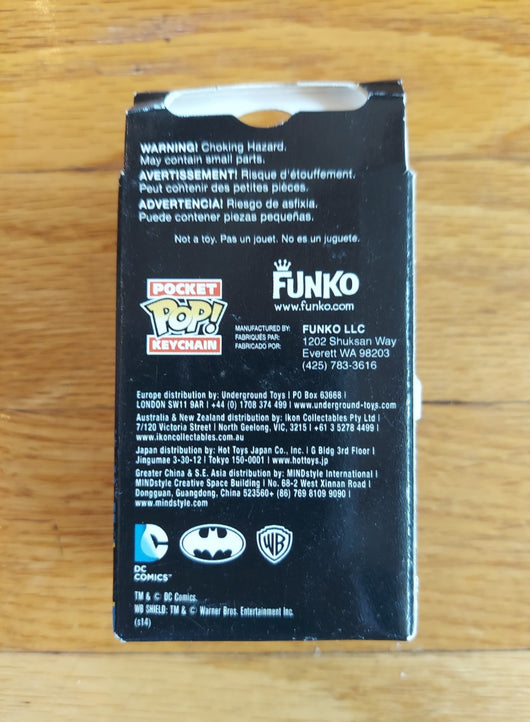 WARNING! Choking Hazard.
May contain small parts.
AVERTISSEMENT! Risque d'étouffement.
Peut contenir des petites pièces.
ADVERTENCIA! Riesgo de asfixia.
Puede contener piezas pequeñas.
Not a toy. Pas un jouet. No es un juguete.
POCKET
POP!
KEYCHAIN
FUNKO
www.funko.com
MANUFACTURED BY:
FABRIQUÉS PAR:
FABRICADO POR:
FUNKO LLC
1202 Shuksan Way
Everett WA 98203
(425) 783-3616
Europe distribution by: Underground Toys | PO Box 63668 |
LONDON SW11 9AR | +44 (0) 1708 374 499 | www.underground-toys.com
Australia & New Zealand distribution by: Ikon Collectables Pty Ltd |
7/120 Victoria Street | North Geelong, VIC, 3215 | +61 3 5278 4499 |
www.ikoncollectables.com.au
Japan distribution by: Hot Toys Japan Co., Inc. | G Bldg 3rd Floor |
Jingumae 3-30-12 | Tokyo 150-0001 | www.hottoys.jp
Greater China & S.E. Asia distribution by: MINDstyle International |
MINDstyle Creative Space Building | No. 68-2 West Xinnan Road |
Dongguan, Guangdong, China 523560+ (86) 769 8109 9090 |
www.mindstyle.com
DC
COMICS™
WB
TM & © DC Comics.
WB SHIELD: TM & © Warner Bros. Entertainment Inc.
(s14)